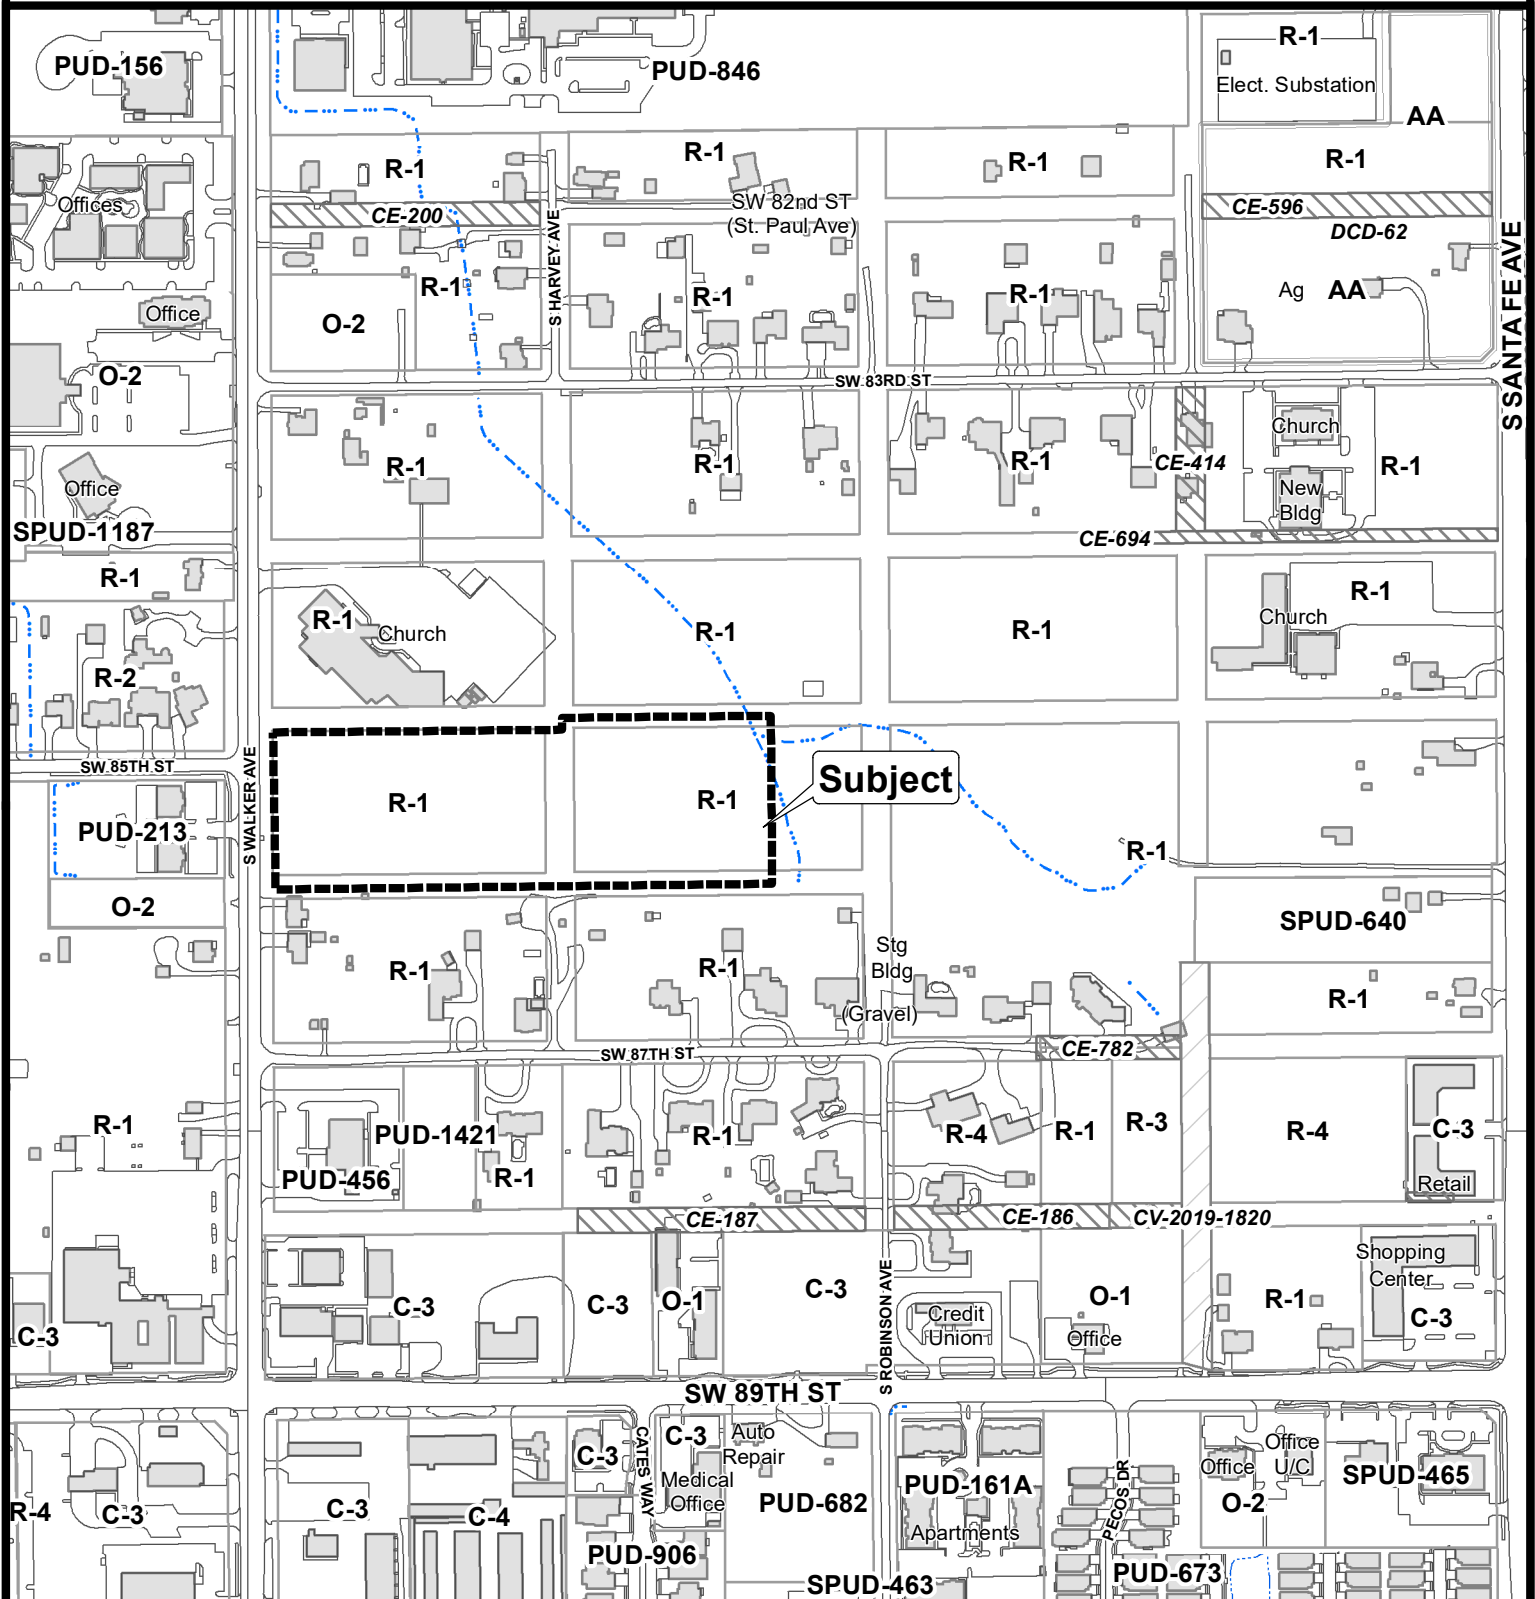 R-1
PUD-156
PUD-846
Elect. Substation
AA
R-1
R-1
R-1
R-1
Offices
CE-200
SW 82nd ST
(St. Paul Ave)
CE-596
DCD-62
S HARVEY AVE
S SANTA FE AVE
R-1
R-1
R-1
Ag
AA
Office
O-2
O-2
SW 83RD ST
Church
R-1
R-1
R-1
CE-414
R-1
Office
New
Bldg
SPUD-1187
CE-694
R-1
R-1
R-1
Church
R-1
R-1
Church
R-2
SW 85TH ST
S WALKER AVE
Subject
R-1
R-1
PUD-213
R-1
O-2
SPUD-640
Stg
Bldg
R-1
R-1
R-1
(Gravel)
SW 87TH ST
CE-782
R-1
PUD-1421
R-1
R-4
R-1
R-3
R-4
C-3
PUD-456
R-1
Retail
CE-187
CE-186
CV-2019-1820
Shopping
Center
S ROBINSON AVE
C-3
C-3
O-1
C-3
Credit
Union
O-1
Office
R-1
C-3
C-3
SW 89TH ST
CATES WAY
C-3
C-3
Auto
Repair
Medical
Office
PUD-161A
PECOS DR
Office
Office
U/C
SPUD-465
R-4
C-3
C-3
C-4
PUD-682
O-2
Apartments
PUD-906
SPUD-463
PUD-673